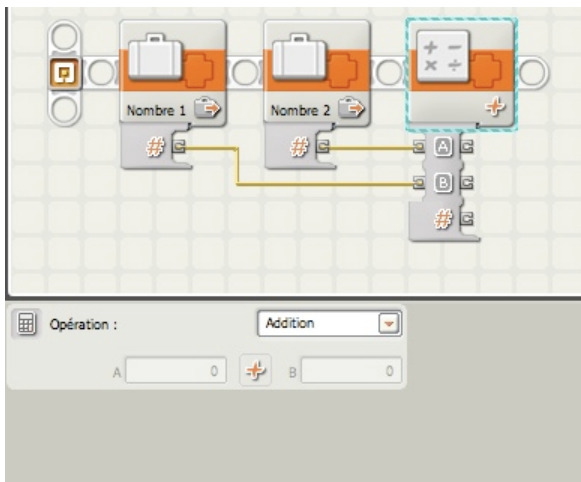 Nombre 1
Nombre 2
# # A
B
#
Opération : Addition
A 0 B 0